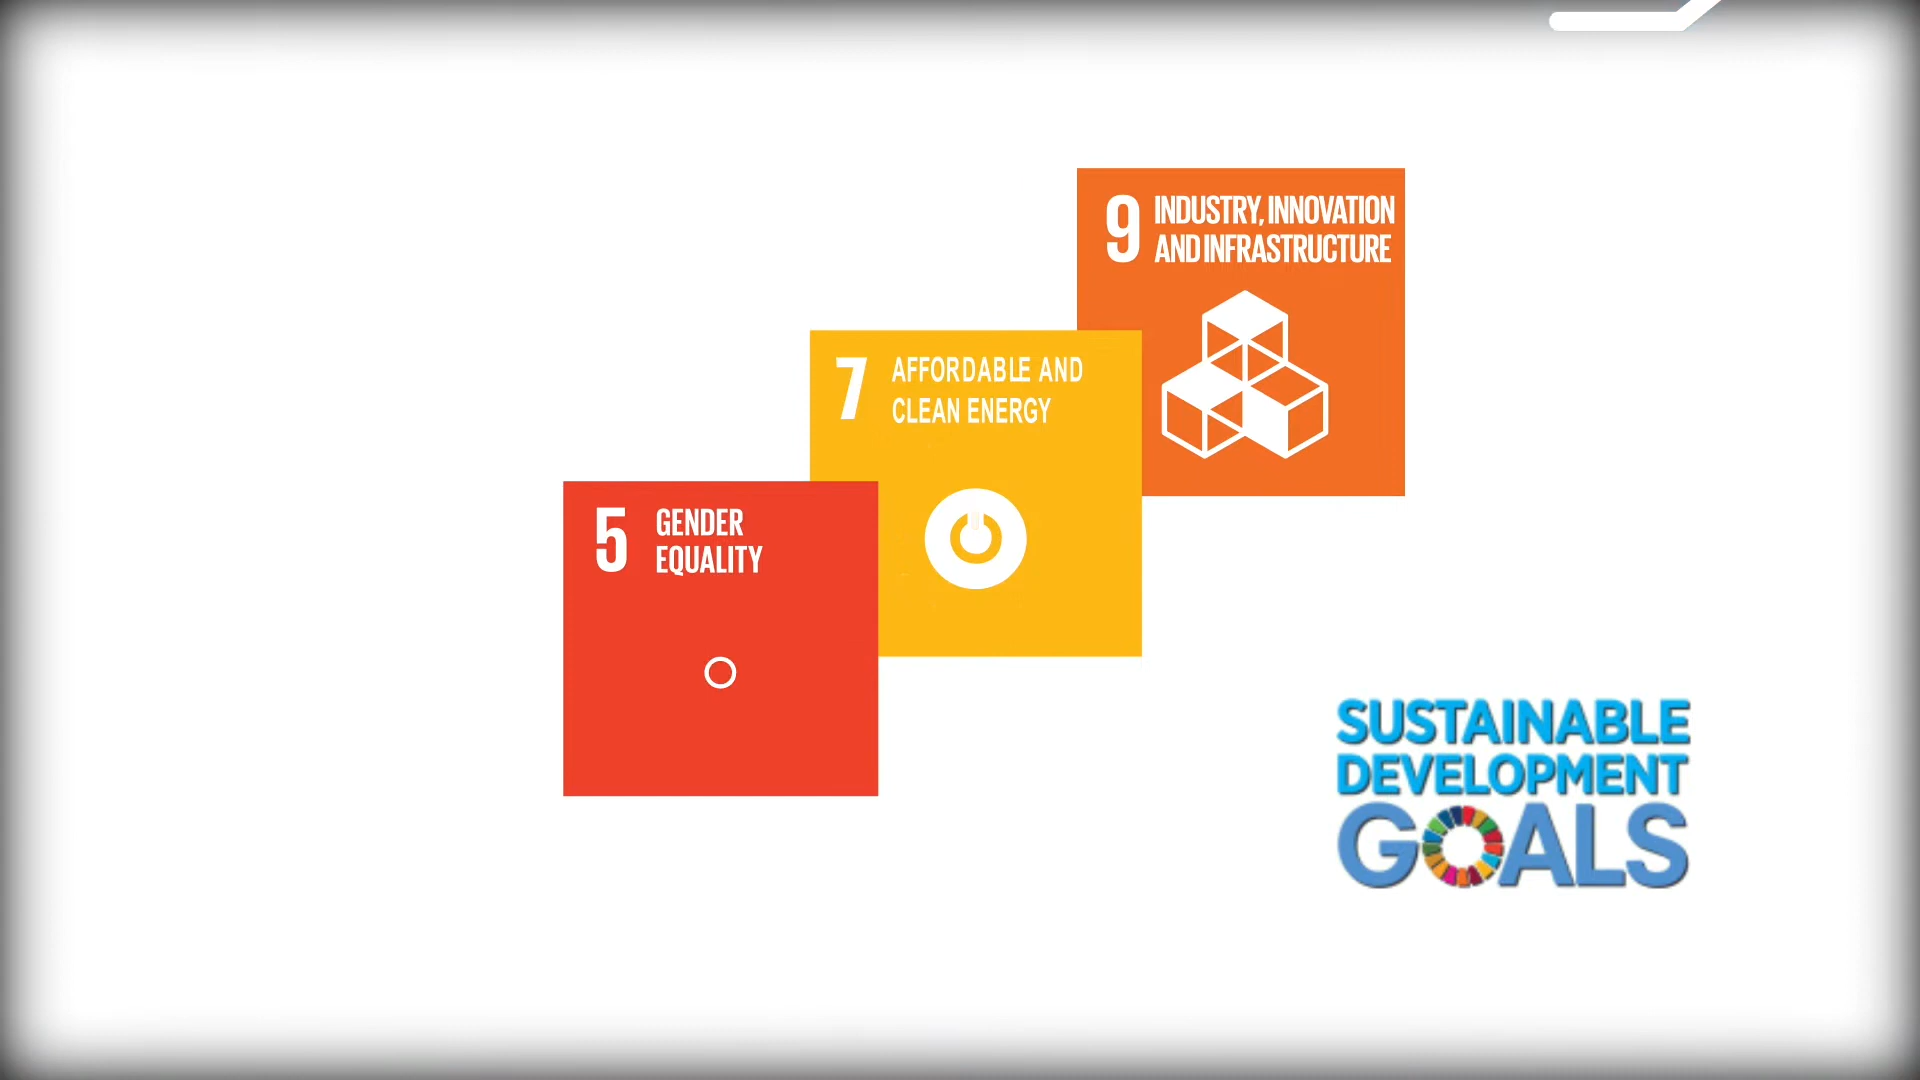 9 INDUSTRY, INNOVATION
AND INFRASTRUCTURE
7 AFFORDABLE AND
CLEAN ENERGY
5 GENDER
EQUALITY
SUSTAINABLE
DEVELOPMENT
GOALS